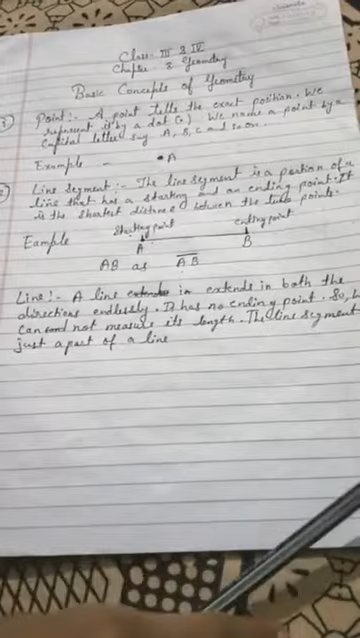 Class- III & IV
Chapter 8 Geometry
Basic Concepts of Geometry
1 Point:- A point tells the exact position. We
represent it by a dot (•). We name a point by a
Capital letter say A, B, C and so on.
Example - • A
2 Line Segment:- The line segment is a portion of a
line that has a starting and an ending point. It
is the shortest distance between the two points.
Starting point ending point
Eample A B
AB as AB
Line:- A line extends in both the
directions endlessly. It has no ending point. So,
can not measure its length. The line segment
just a part of a line